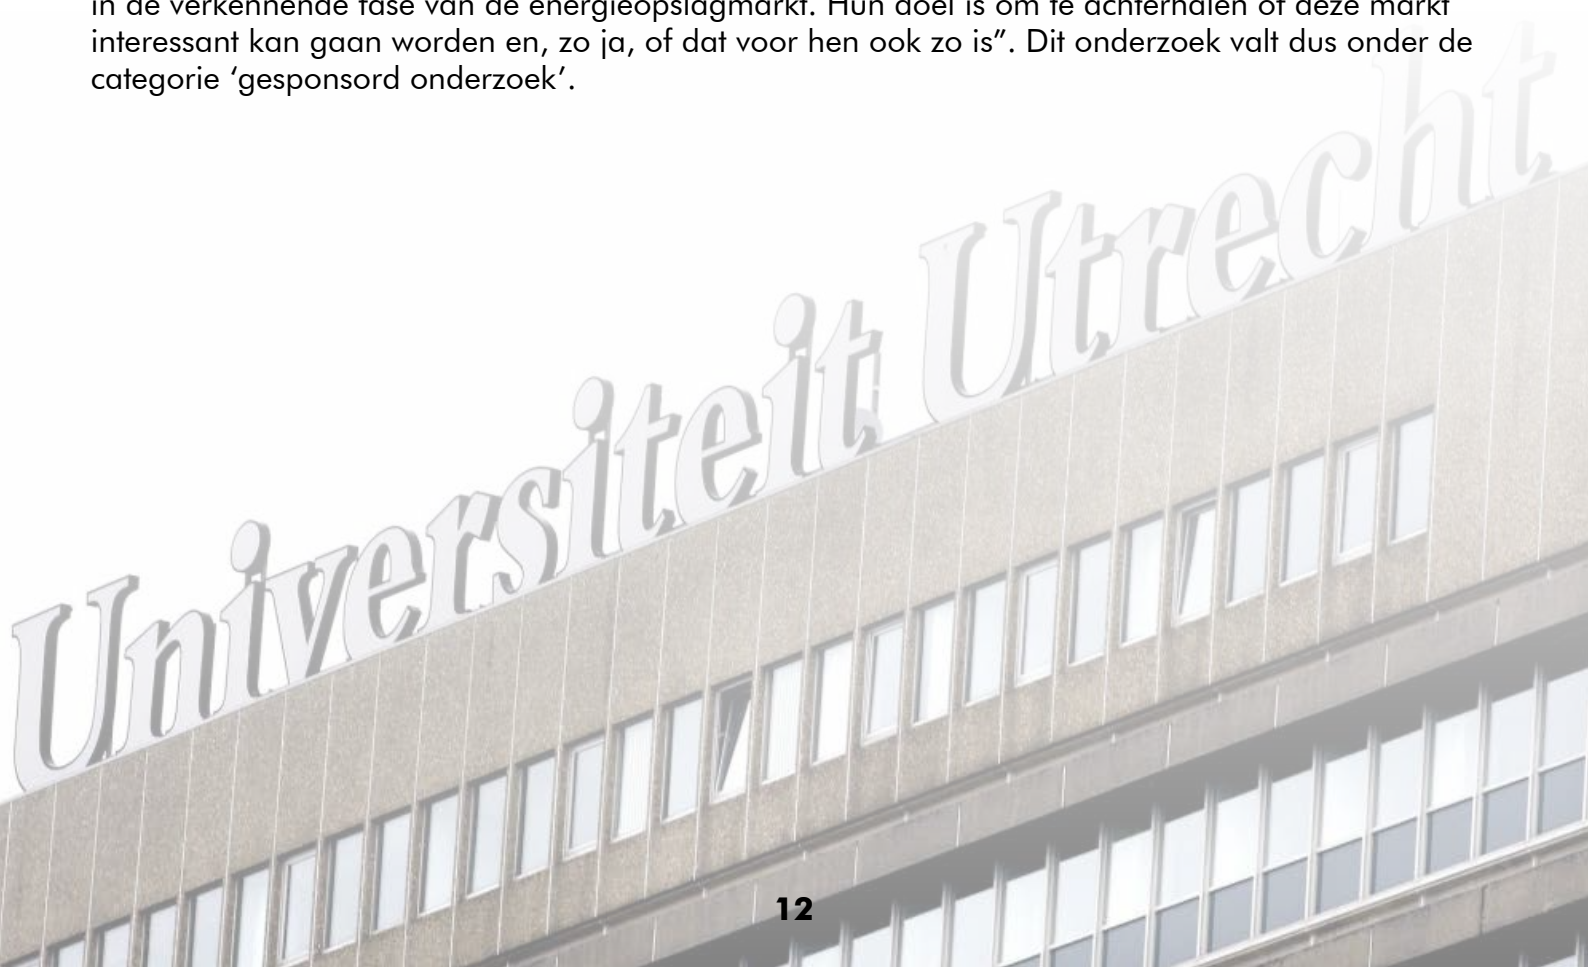 in de verkennende fase van de energieopslagmarkt. Hun doel is om te achterhalen of deze markt
interessant kan gaan worden en, zo ja, of dat voor hen ook zo is”. Dit onderzoek valt dus onder de
categorie ‘gesponsord onderzoek’.
Universiteit Utrecht
12